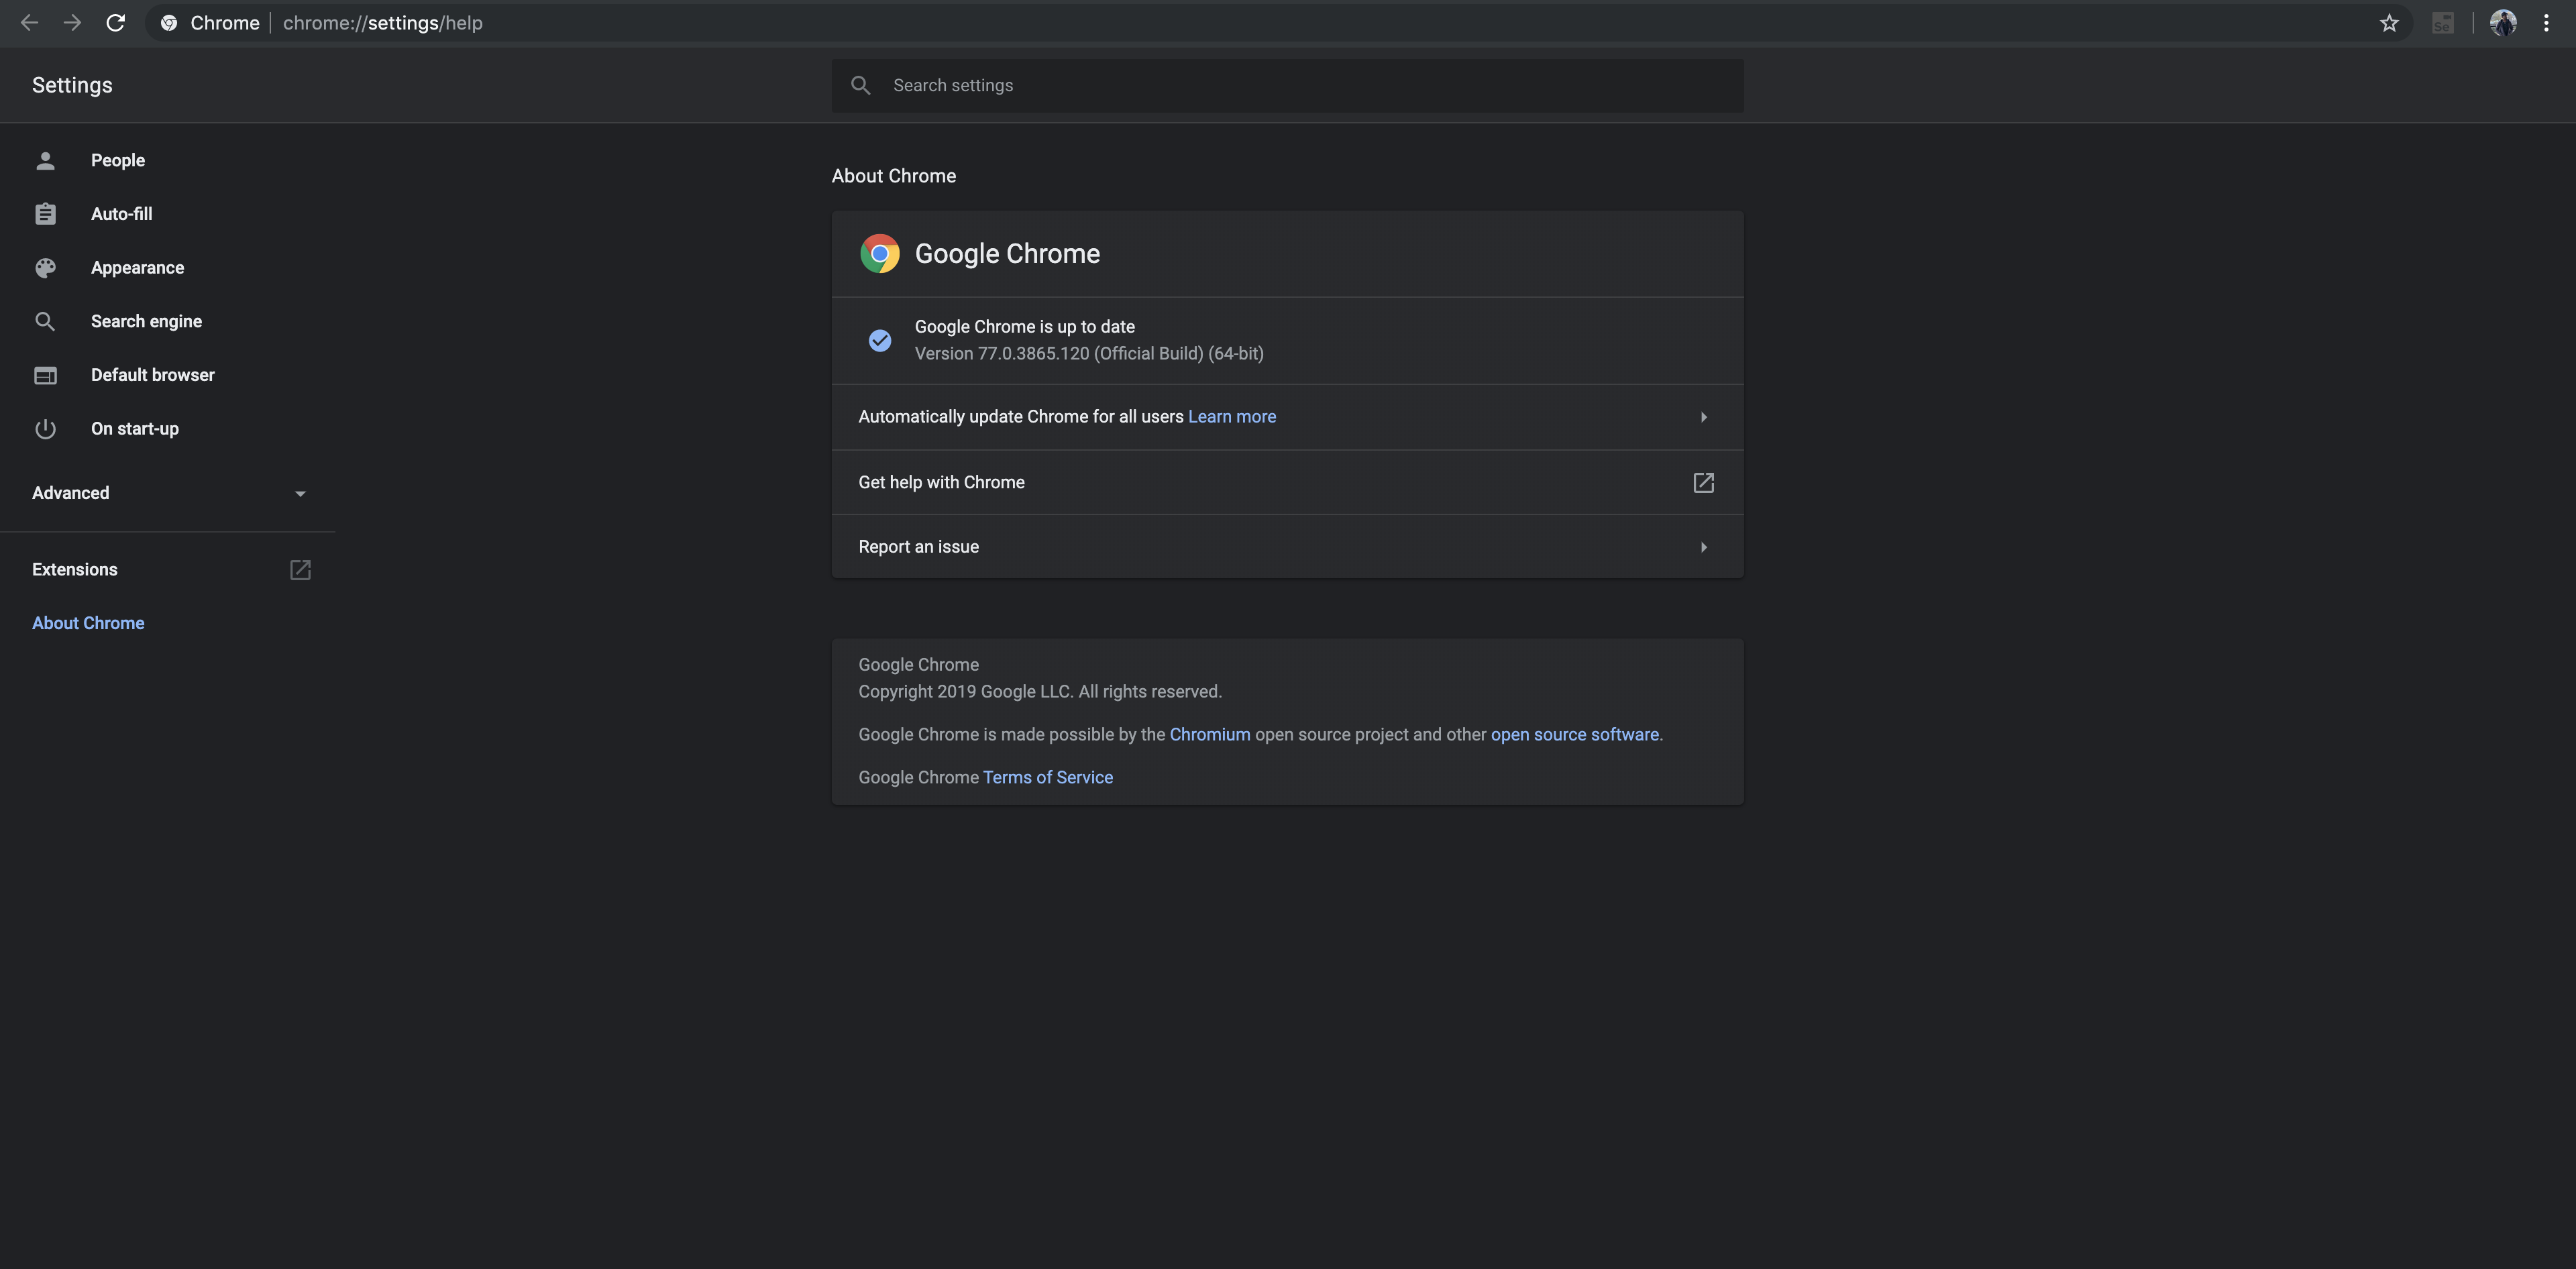 Chrome | chrome://settings/help
Se
Settings
Search settings
People
Auto-fill
Appearance
Search engine
Default browser
On start-up
Advanced
Extensions
About Chrome
About Chrome
Google Chrome
Google Chrome is up to date
Version 77.0.3865.120 (Official Build) (64-bit)
Automatically update Chrome for all users Learn more
Get help with Chrome
Report an issue
Google Chrome
Copyright 2019 Google LLC. All rights reserved.
Google Chrome is made possible by the Chromium open source project and other open source software.
Google Chrome Terms of Service